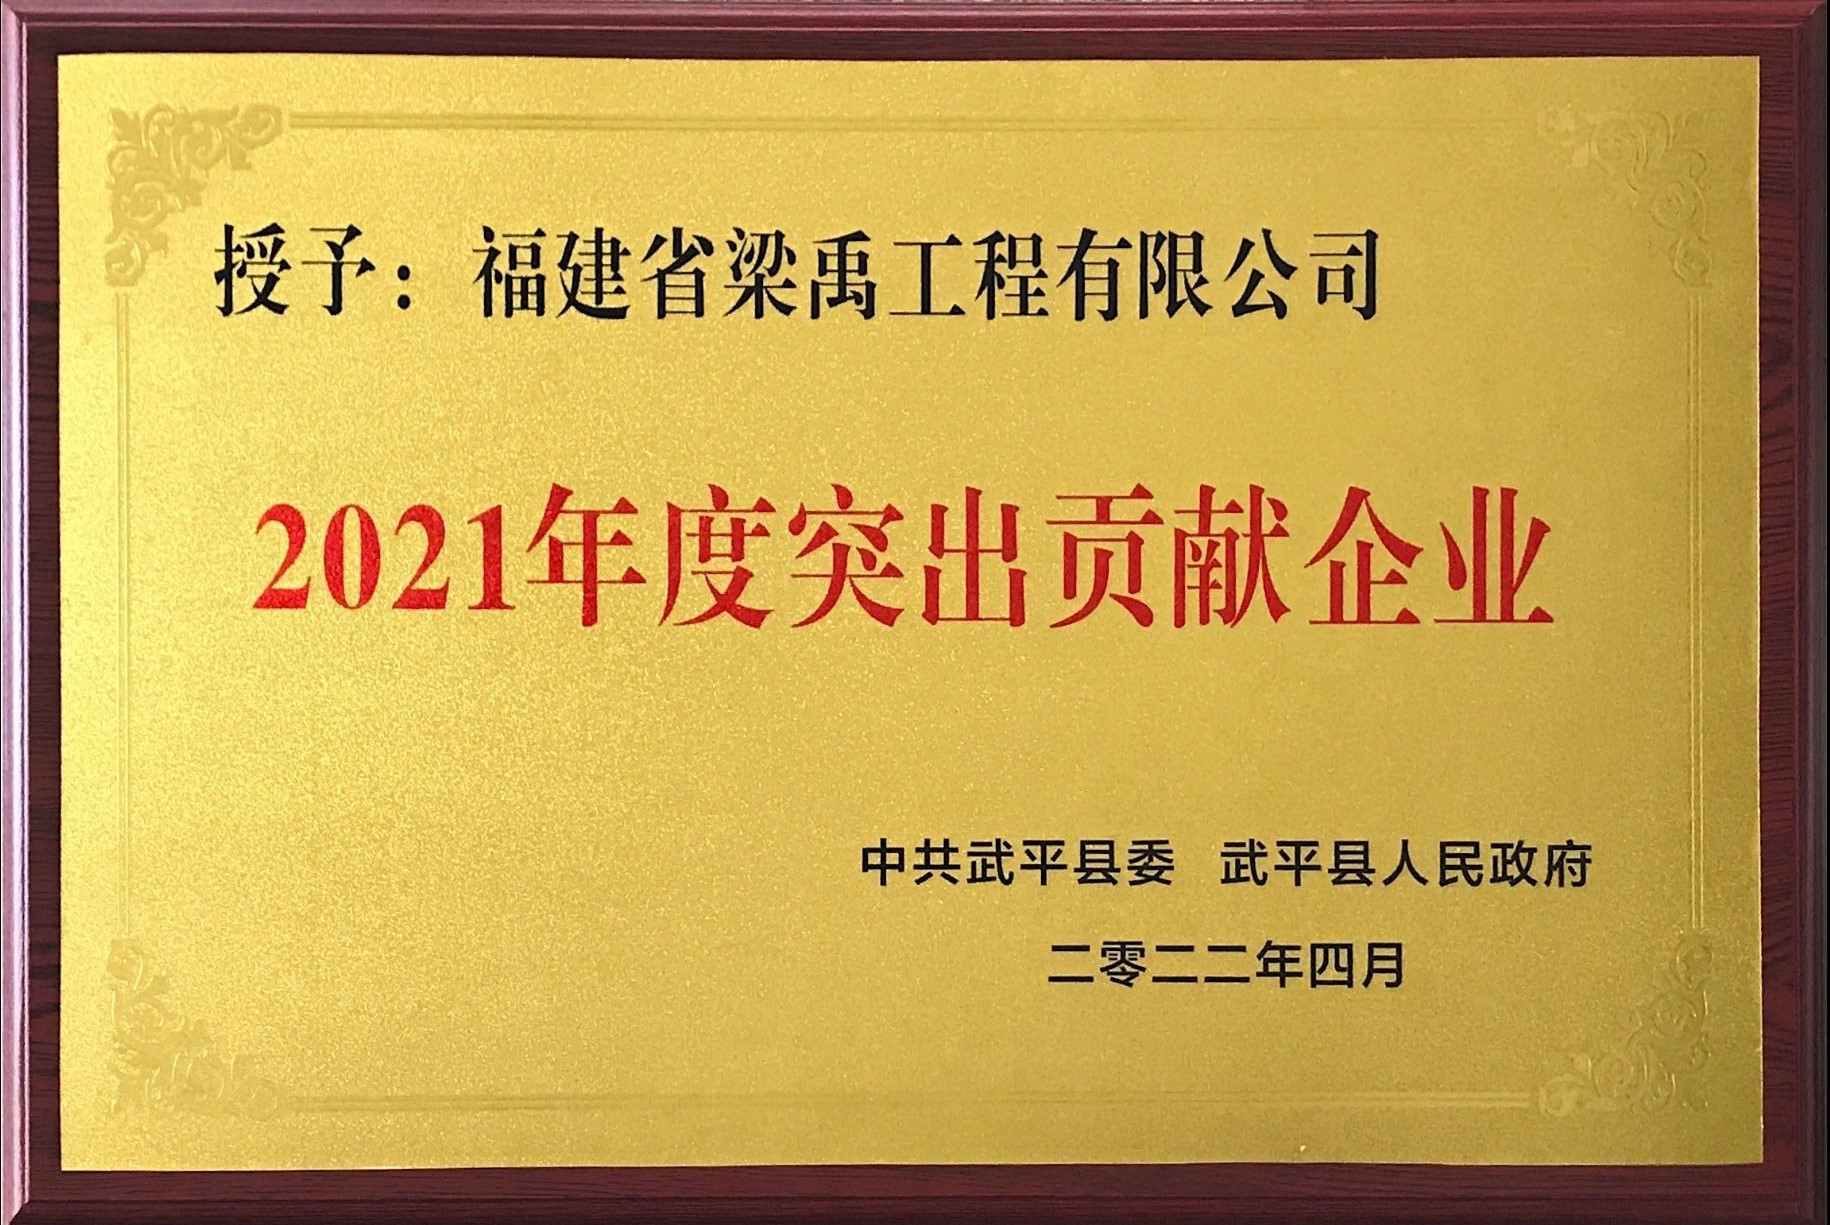 授予：福建省梁禹工程有限公司
2021年度突出贡献企业
中共武平县委 武平县人民政府
二零二二年四月